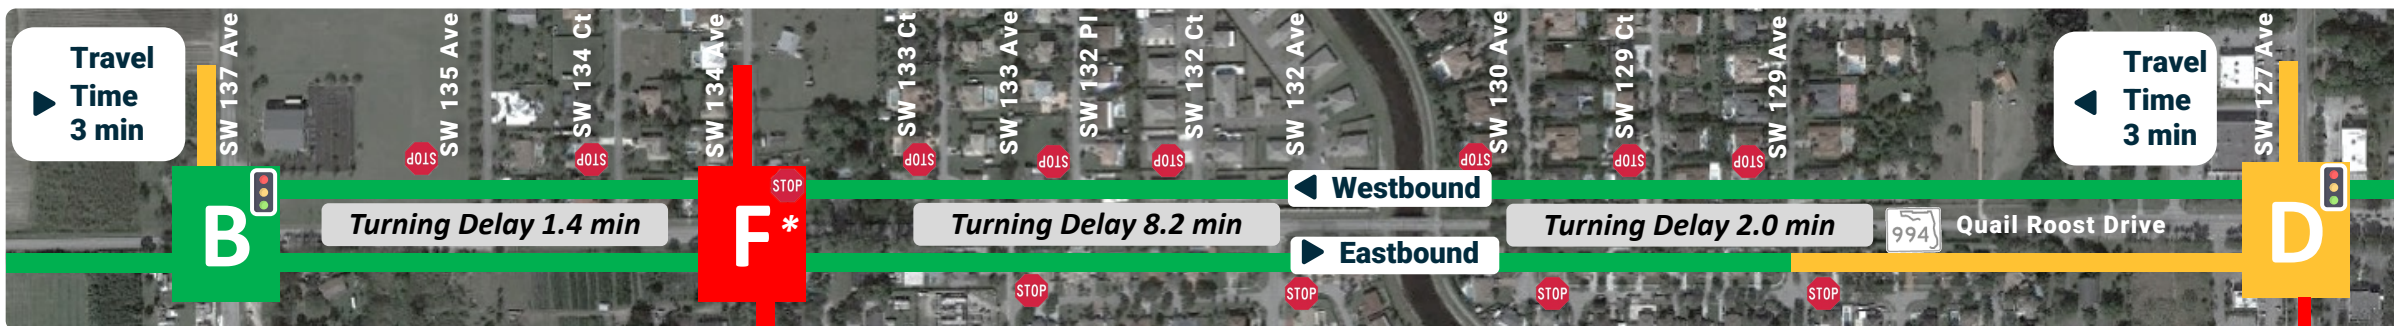 Travel
Time
3 min
SW 137 Ave
SW 135 Ave
SW 134 Ct
SW 134 Ave
SW 133 Ct
SW 133 Ave
SW 132 Pl
SW 132 Ct
SW 132 Ave
SW 130 Ave
SW 129 Ct
SW 129 Ave
SW 127 Ave
Travel
Time
3 min
STOP
STOP
STOP
STOP
STOP
STOP
STOP
STOP
STOP
STOP
Westbound
B
Turning Delay 1.4 min
F*
Turning Delay 8.2 min
Turning Delay 2.0 min
994
Quail Roost Drive
D
Eastbound
STOP
STOP
STOP
STOP